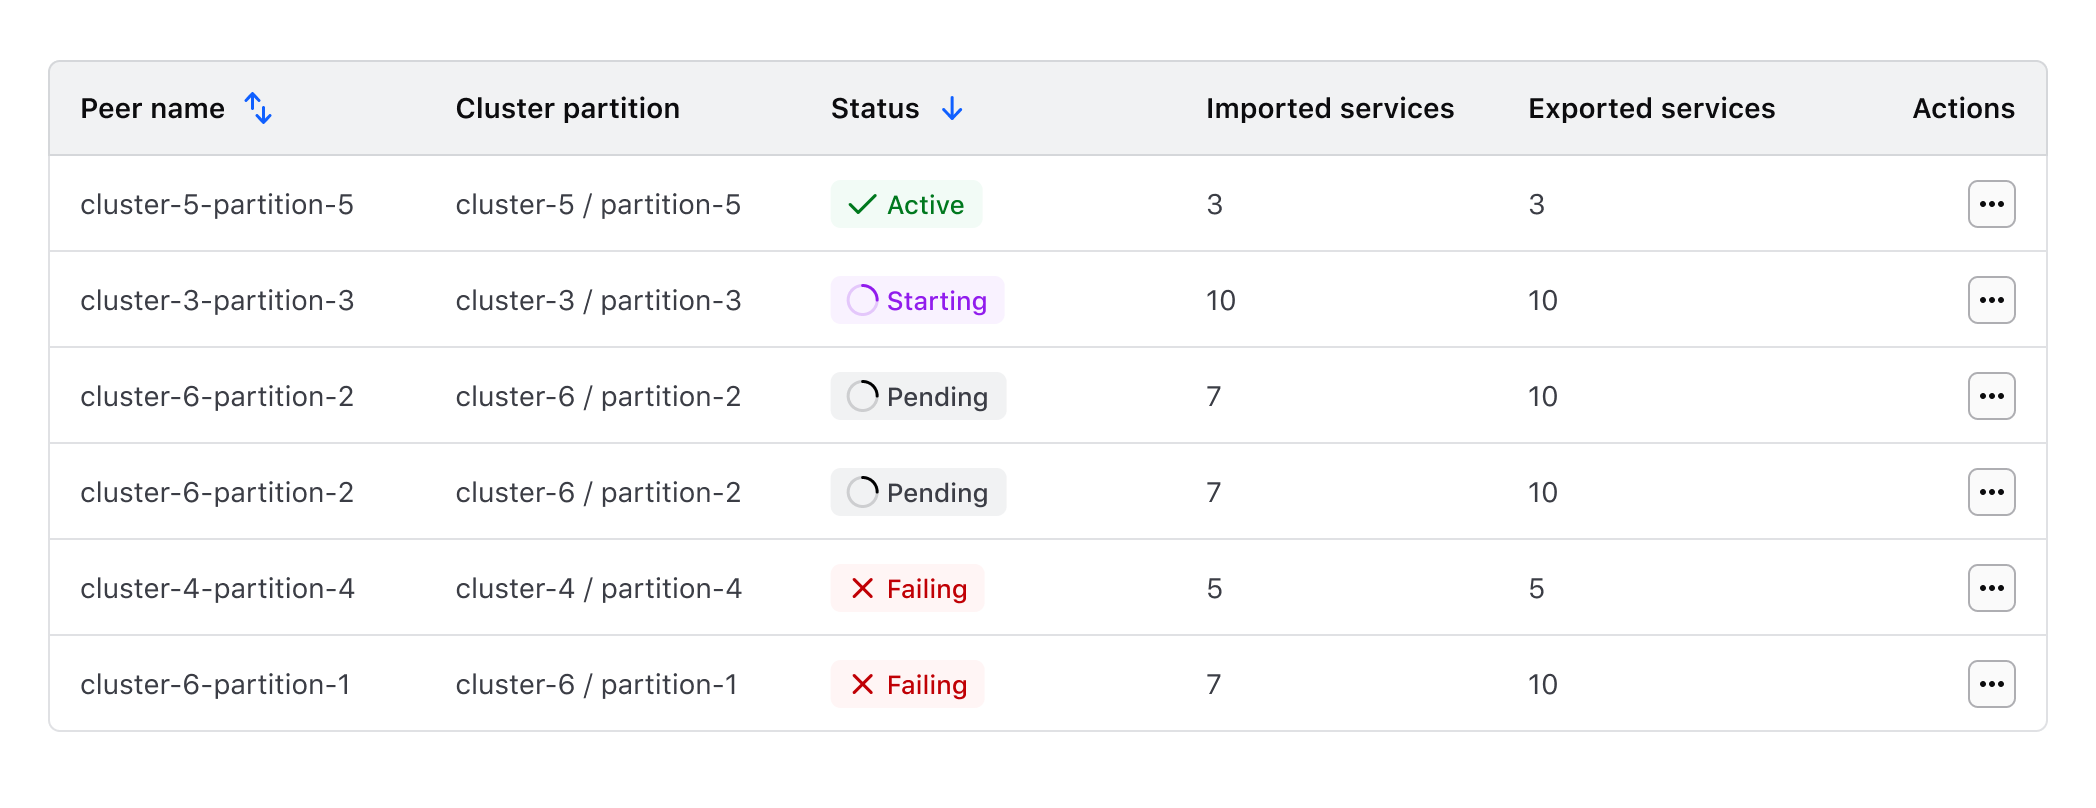 Peer name Cluster partition Status Imported services Exported services Actions
cluster-5-partition-5 cluster-5 / partition-5 Active 3 3
cluster-3-partition-3 cluster-3 / partition-3 Starting 10 10
cluster-6-partition-2 cluster-6 / partition-2 Pending 7 10
cluster-6-partition-2 cluster-6 / partition-2 Pending 7 10
cluster-4-partition-4 cluster-4 / partition-4 Failing 5 5
cluster-6-partition-1 cluster-6 / partition-1 Failing 7 10